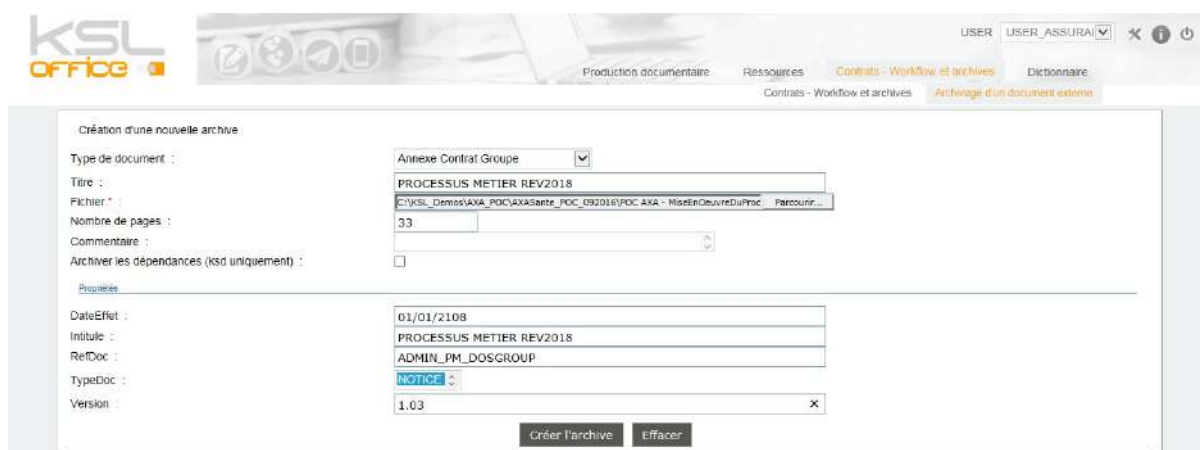 KSL
OFFICE
USER USER_ASSURA
Production documentaire Ressources Contrats - Workflow et archives Dictionnaire
Contrats - Workflow et archives Archivage d'un document externe
Création d'une nouvelle archive
Type de document : Annexe Contrat Groupe
Titre : PROCESSUS METIER REV2018
Fichier * : C:\KSL_Demos\AXA_POC\AXASante_POC_092016\POC AXA - MiseEnOeuvreDuProc Parcourir...
Nombre de pages : 33
Commentaire :
Archiver les dépendances (ksd uniquement) :
Propriétés
DateEffet : 01/01/2108
Intitule : PROCESSUS METIER REV2018
RefDoc : ADMIN_PM_DOSGROUP
TypeDoc : NOTICE
Version : 1.03
Créer l'archive Effacer